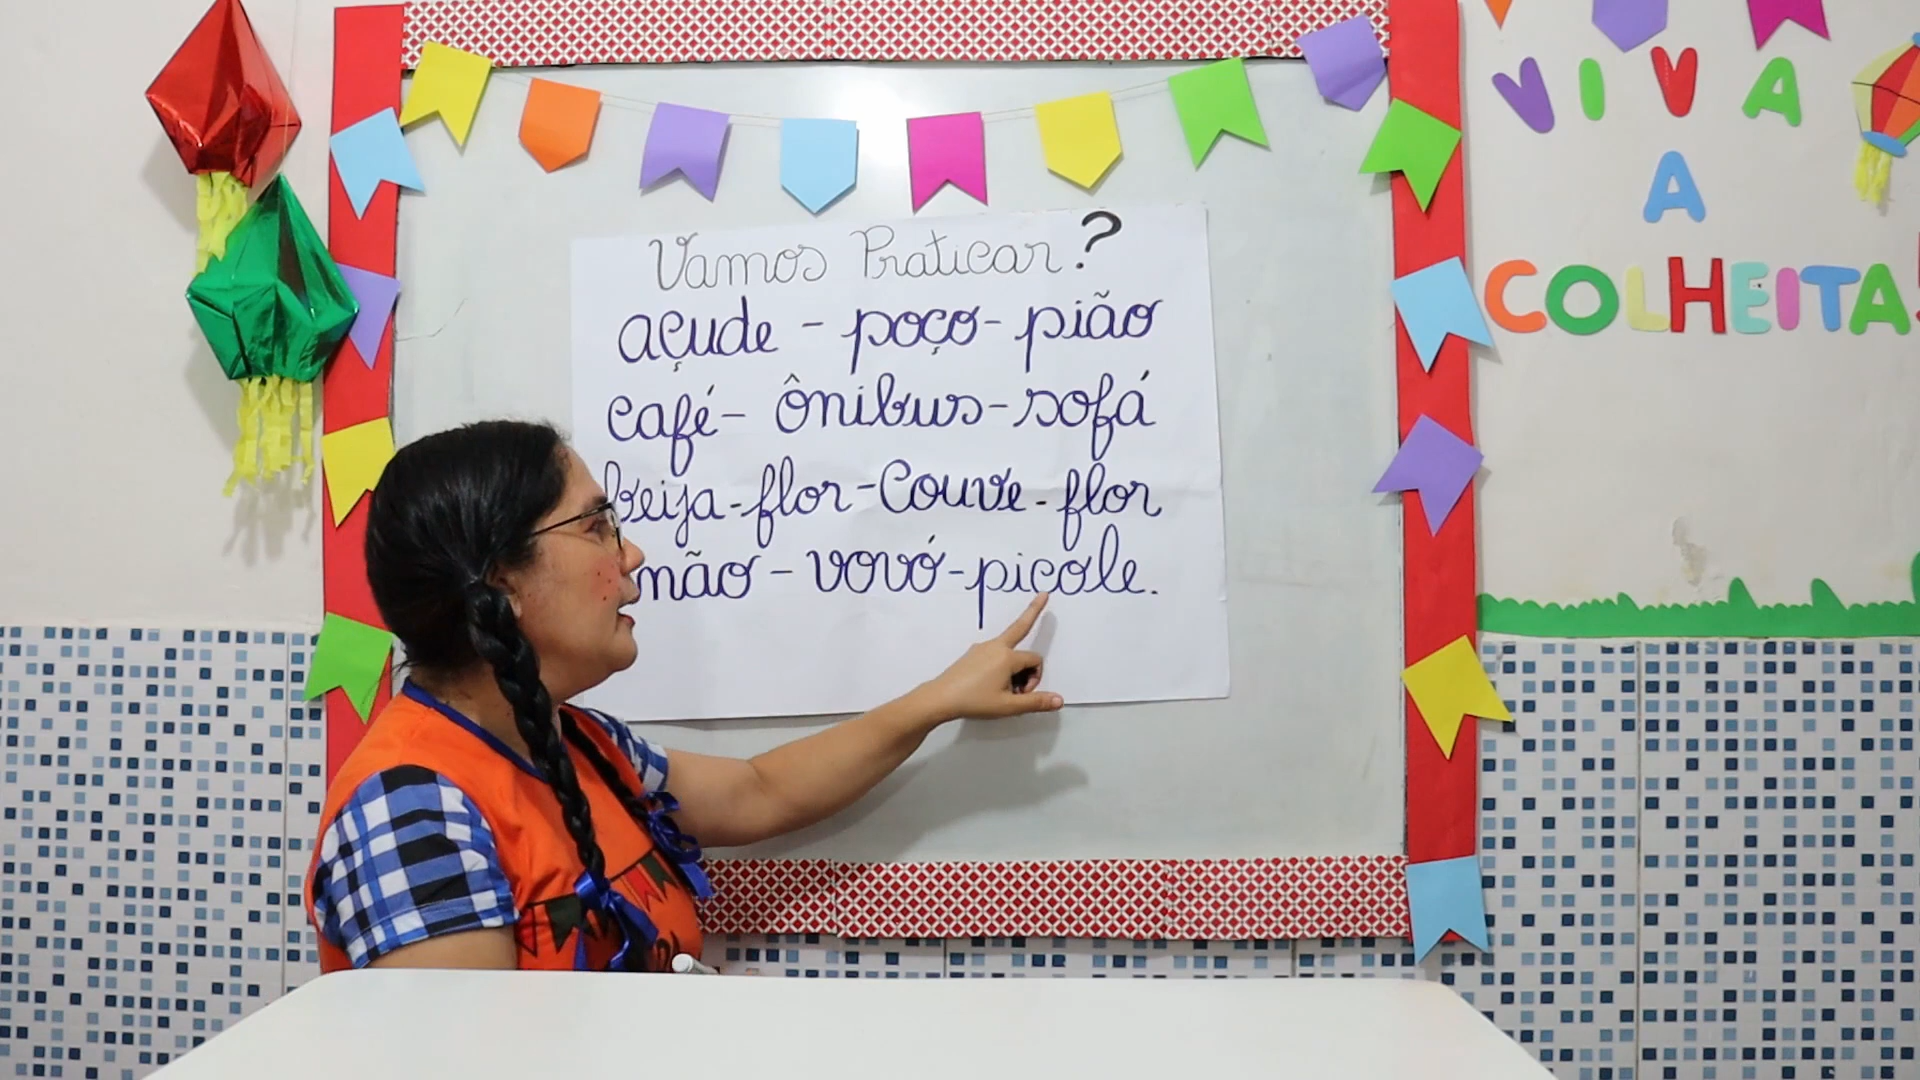 Vamos Praticar?
açude - poço - pião
café - ônibus - sofá
beija-flor - Couve-flor
mão - vovó - picole.
VIVA
A
COLHEITA!